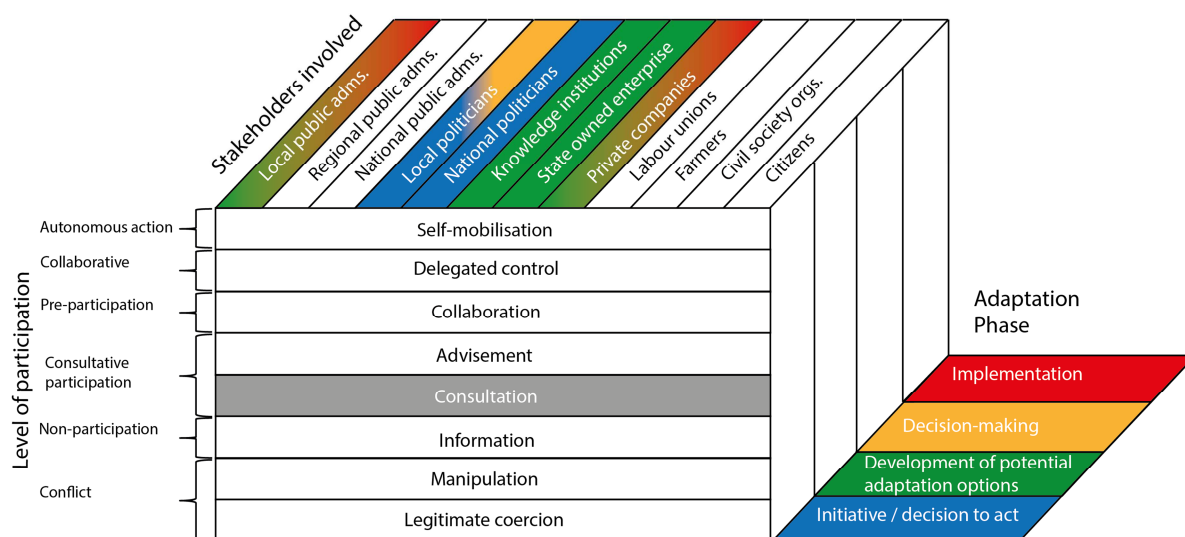 Stakeholders involved
Local public adms.
Regional public adms.
National public adms.
Local politicians
National politicians
Knowledge institutions
State owned enterprise
Private companies
Labour unions
Farmers
Civil society orgs.
Citizens
Level of participation
Autonomous action
Collaborative
Pre-participation
Consultative
participation
Non-participation
Conflict
Self-mobilisation
Delegated control
Collaboration
Advisement
Consultation
Information
Manipulation
Legitimate coercion
Adaptation
Phase
Implementation
Decision-making
Development of potential
adaptation options
Initiative / decision to act